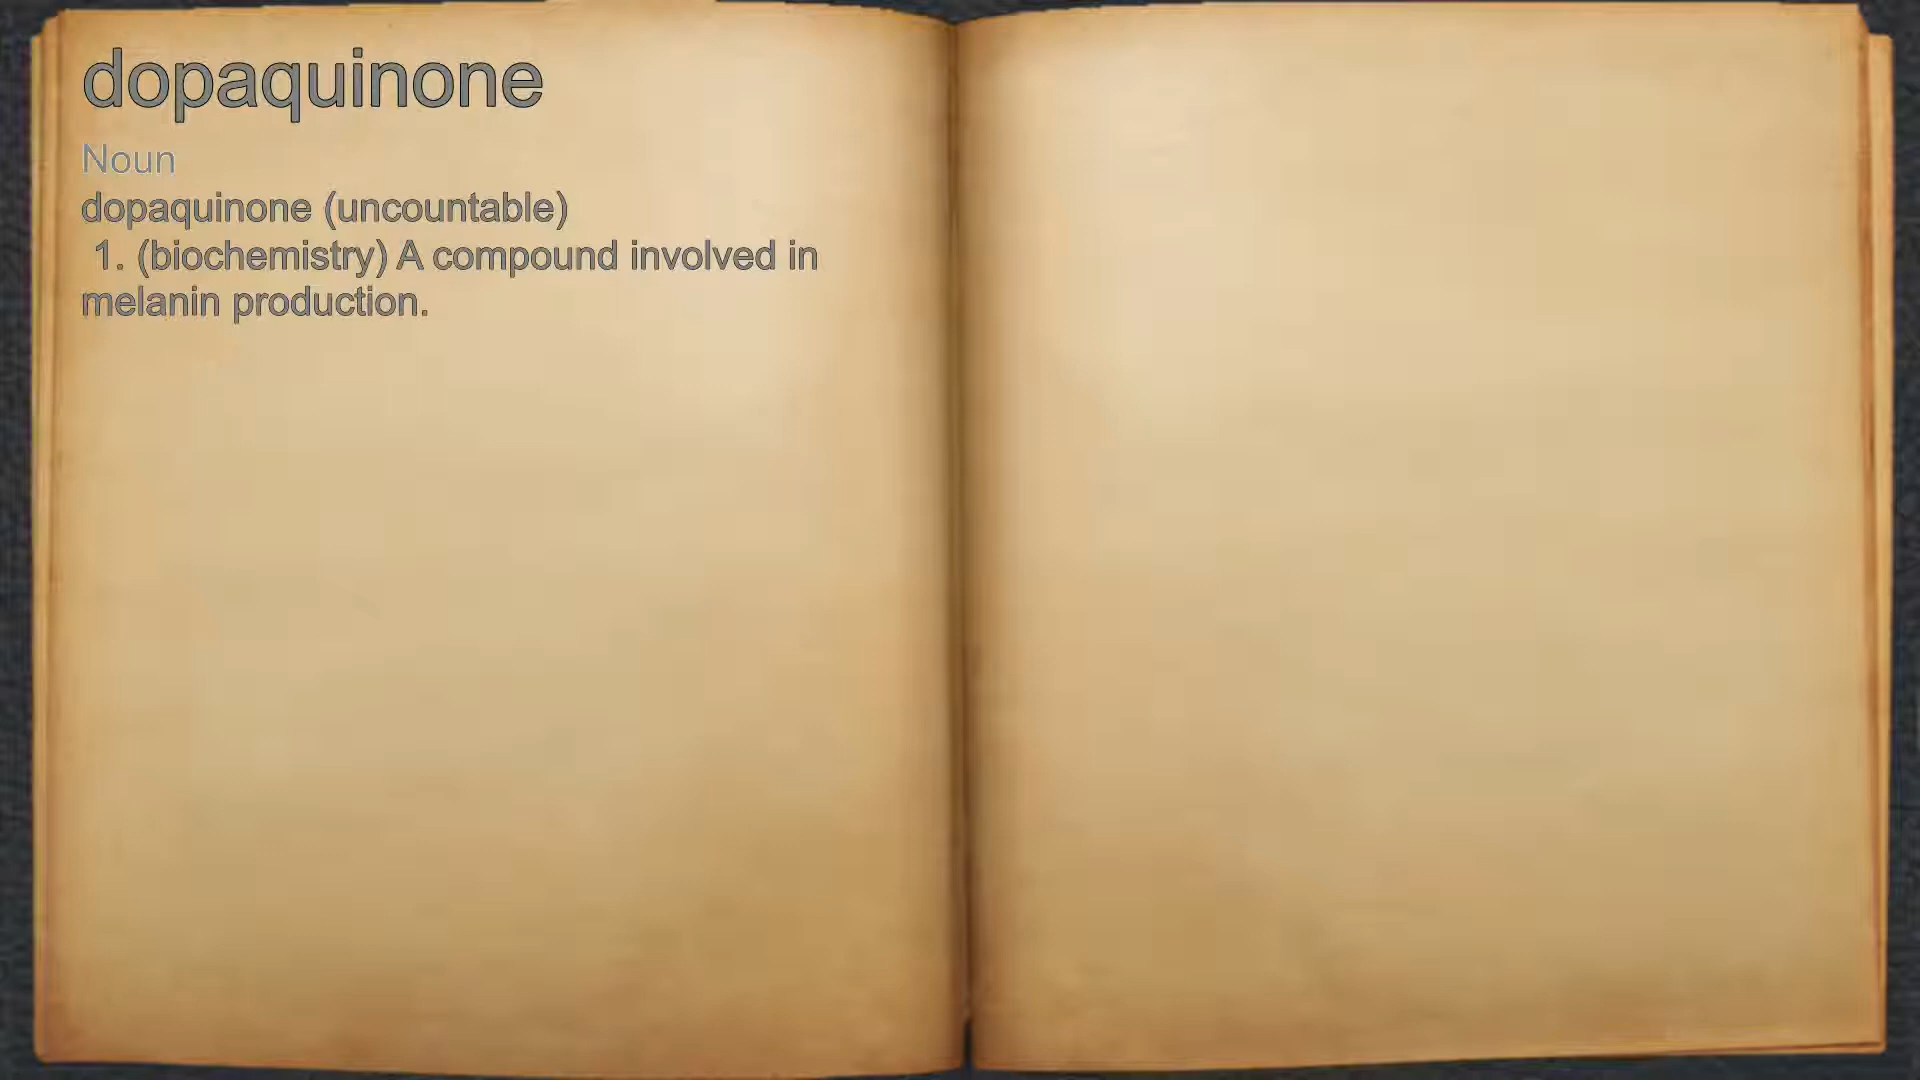 dopaquinone
Noun
dopaquinone (uncountable)
1. (biochemistry) A compound involved in
melanin production.